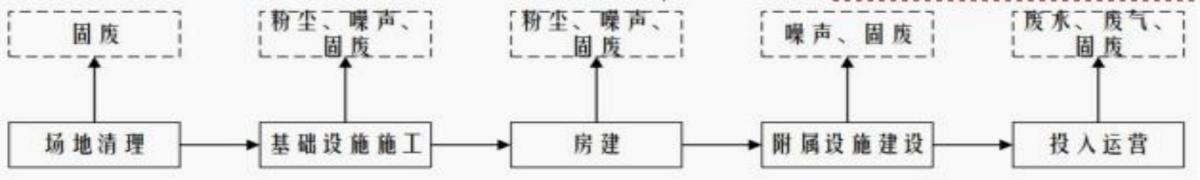 固废
粉尘、噪声、
固废
粉尘、噪声、
固废
噪声、固废
废水、废气、
固废
场地清理
基础设施施工
房建
附属设施建设
投入运营